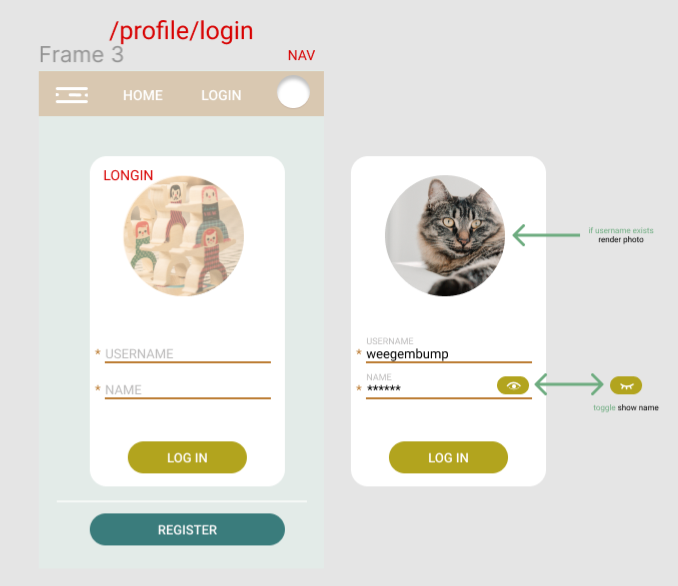 /profile/login
Frame 3
NAV
HOME
LOGIN
LONGIN
* USERNAME
* NAME
LOG IN
REGISTER
USERNAME
* weegembump
NAME
* ******
LOG IN
if username exists
render photo
toggle show name